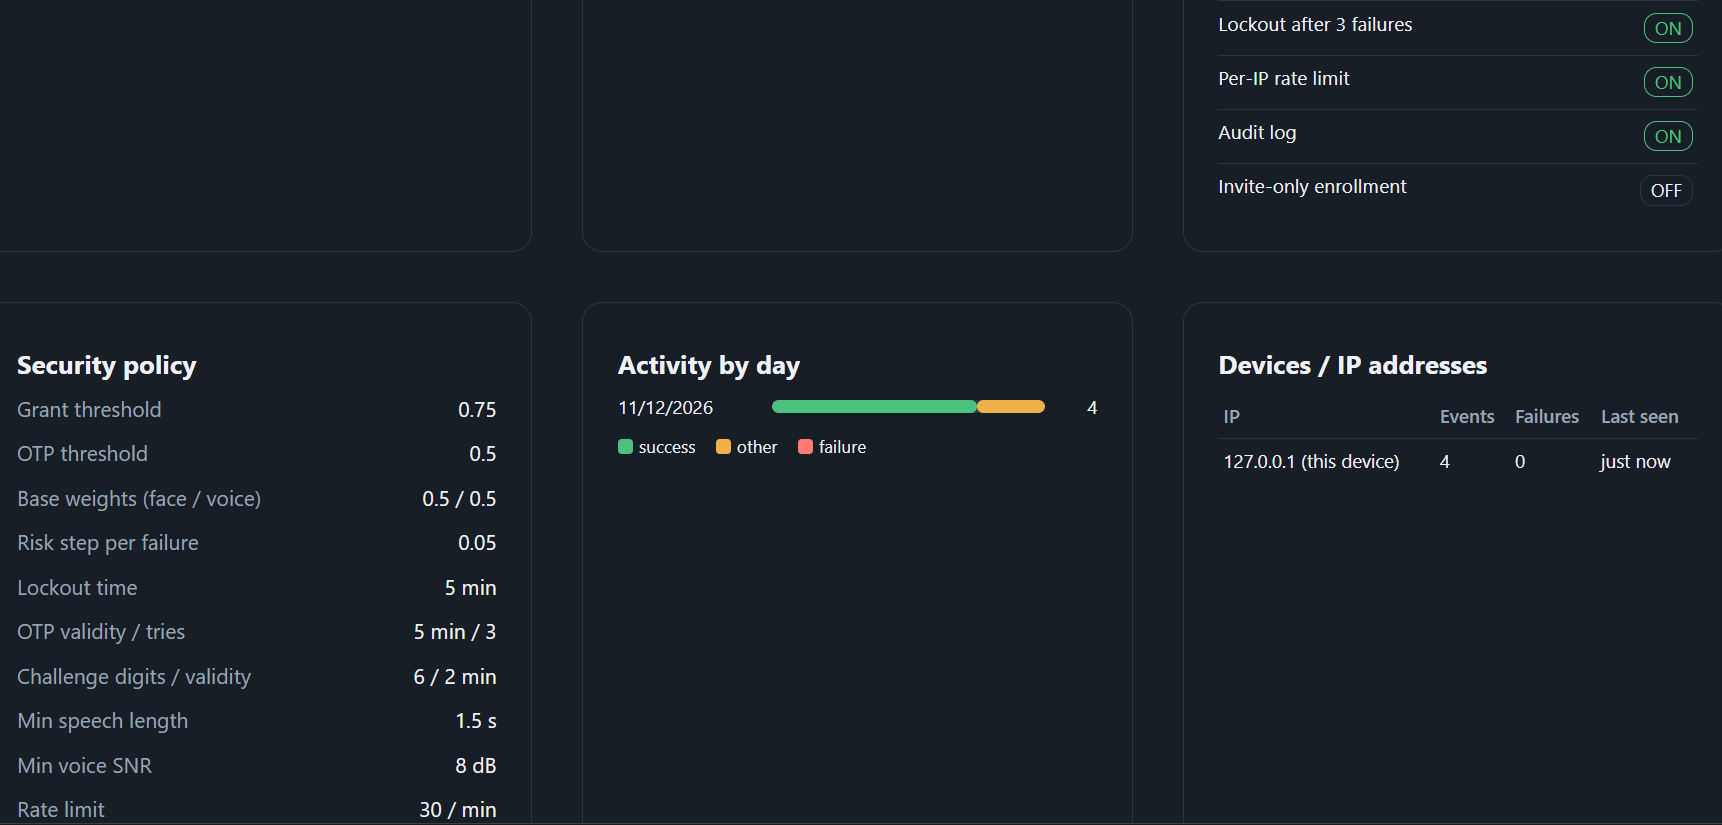 Lockout after 3 failures ON
Per-IP rate limit ON
Audit log ON
Invite-only enrollment OFF
Security policy
Grant threshold 0.75
OTP threshold 0.5
Base weights (face / voice) 0.5 / 0.5
Risk step per failure 0.05
Lockout time 5 min
OTP validity / tries 5 min / 3
Challenge digits / validity 6 / 2 min
Min speech length 1.5 s
Min voice SNR 8 dB
Rate limit 30 / min
Activity by day
11/12/2026 4
success other failure
Devices / IP addresses
IP Events Failures Last seen
127.0.0.1 (this device) 4 0 just now